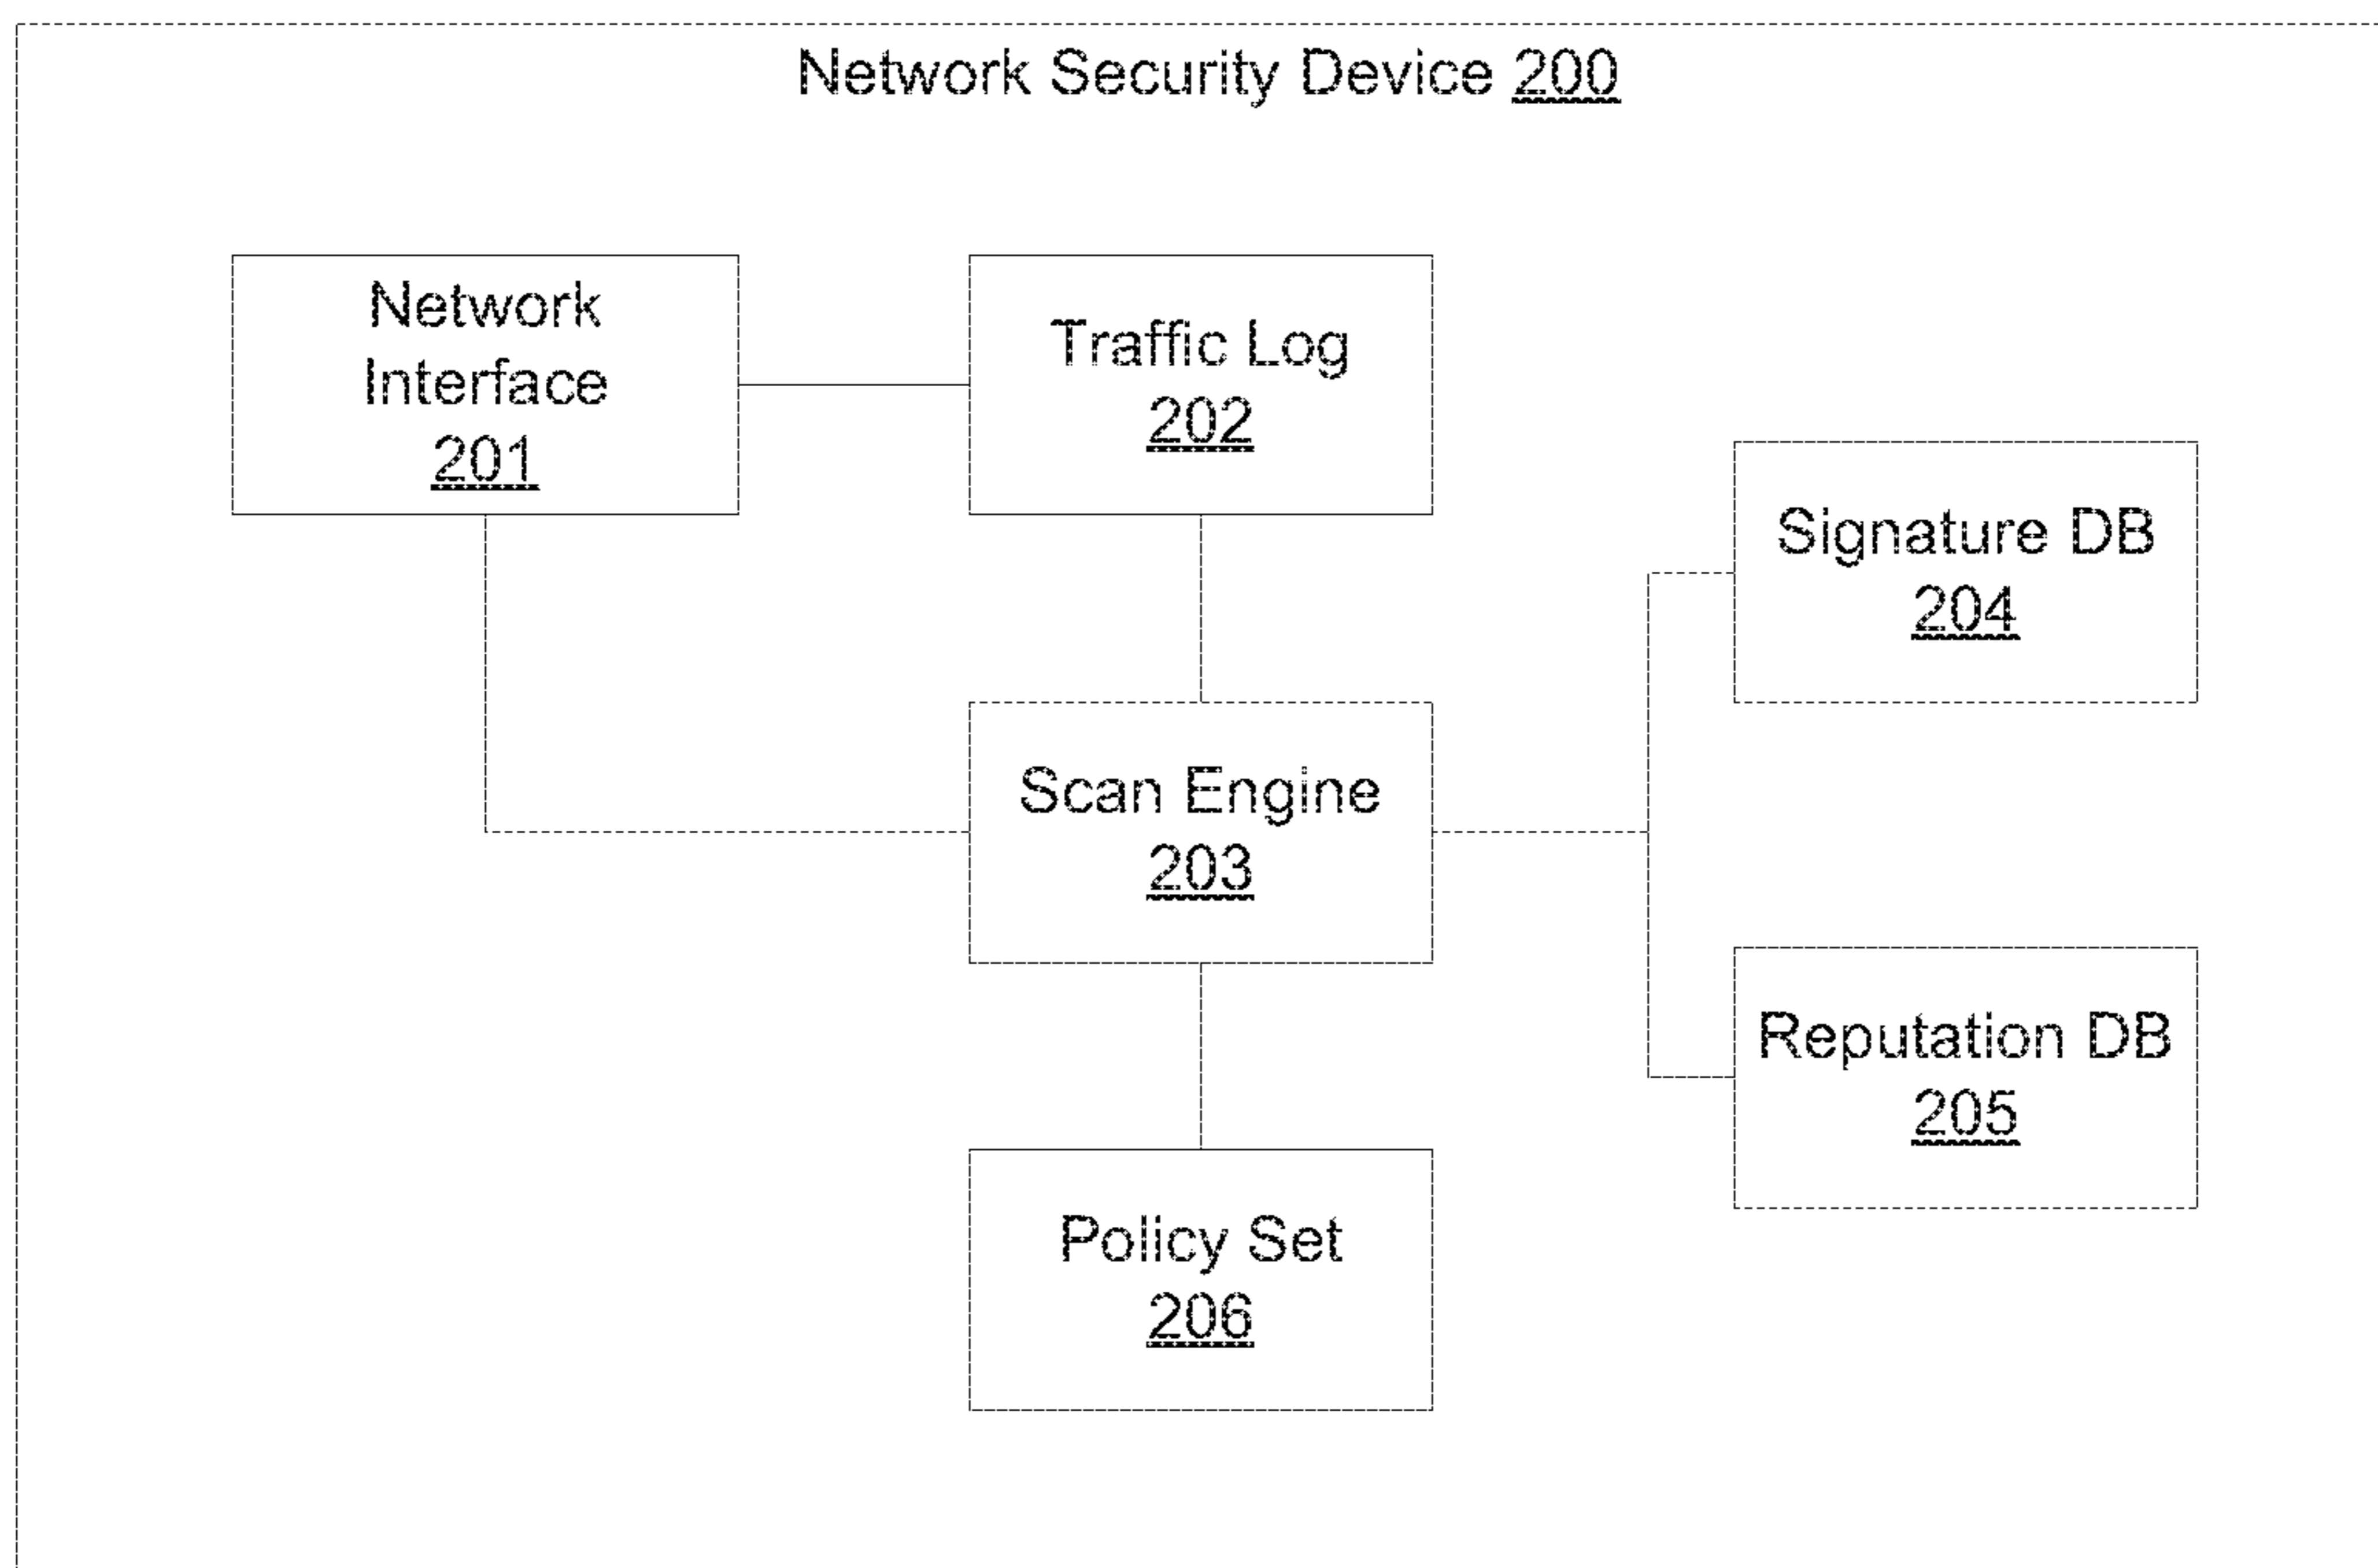 Network Security Device 200
Network
Interface
201
Traffic Log
202
Signature DB
204
Scan Engine
203
Reputation DB
205
Policy Set
206